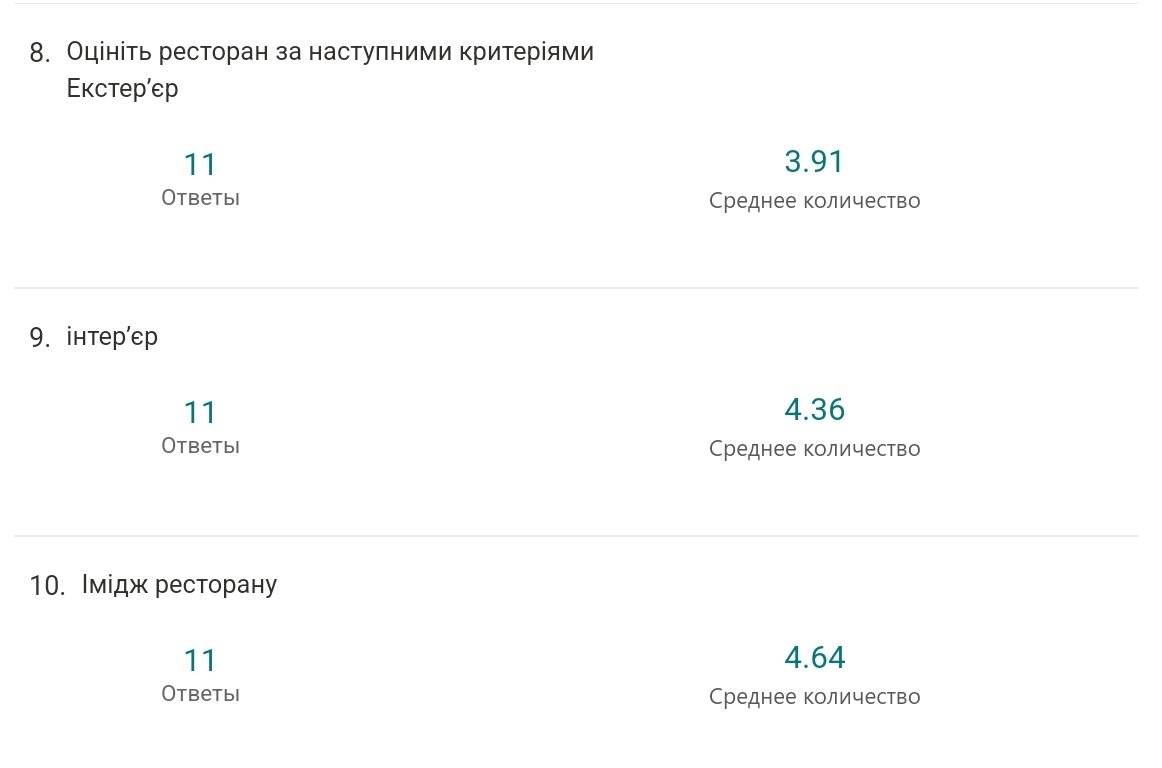 8. Оцініть ресторан за наступними критеріями
Екстер’єр
11
Ответы
3.91
Среднее количество
9. інтер’єр
11
Ответы
4.36
Среднее количество
10. Імідж ресторану
11
Ответы
4.64
Среднее количество